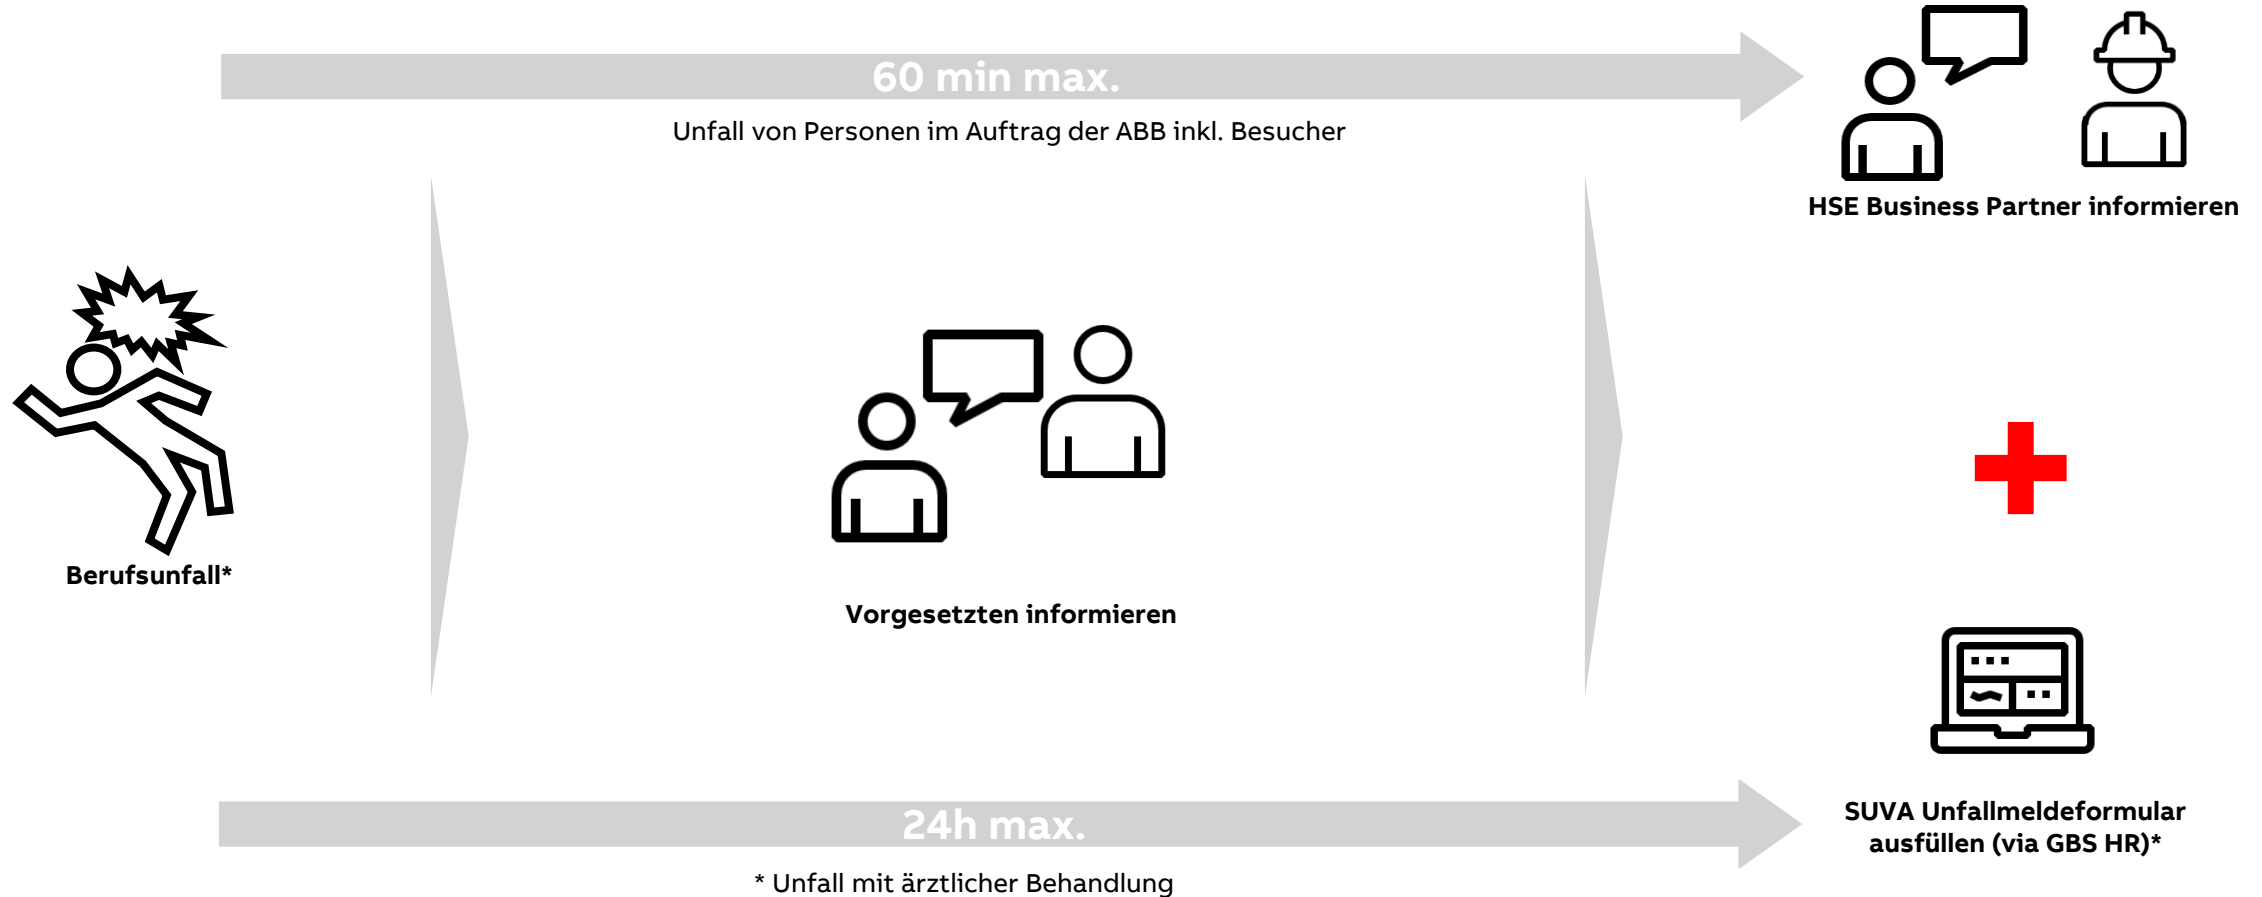 60 min max.
Unfall von Personen im Auftrag der ABB inkl. Besucher
HSE Business Partner informieren
Berufsunfall*
Vorgesetzten informieren
24h max.
SUVA Unfallmeldeformular
ausfüllen (via GBS HR)*
* Unfall mit ärztlicher Behandlung